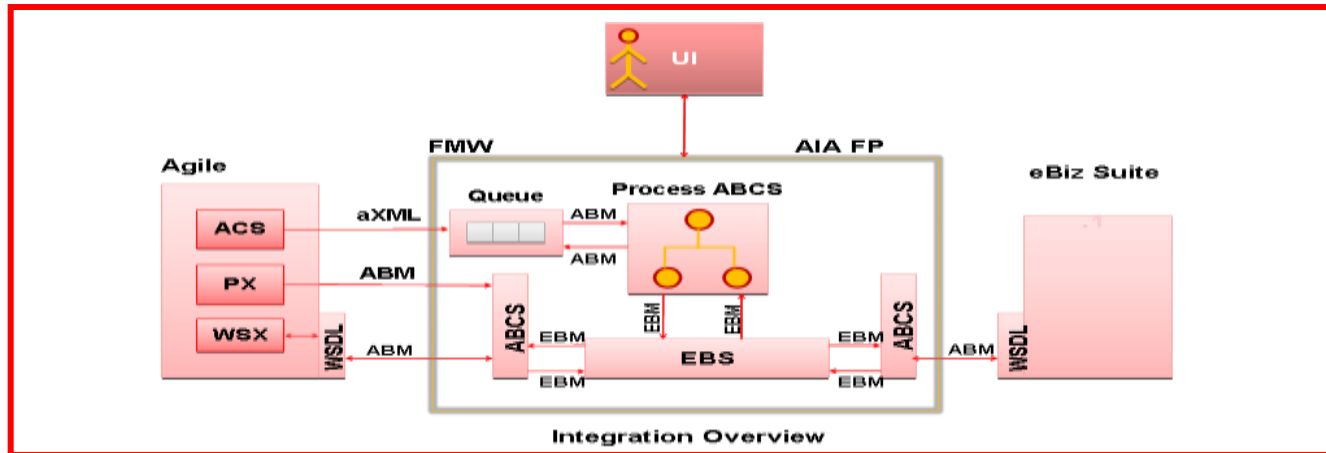 UI
FMW
AIA FP
Agile
eBiz Suite
Process ABCS
Queue
aXML
ABM
ACS
ABM
ABM
PX
EBM
EBM
WSX
WSDL
ABM
ABCS
EBM
EBM
EBS
EBM
EBM
ABCS
ABM
WSDL
Integration Overview